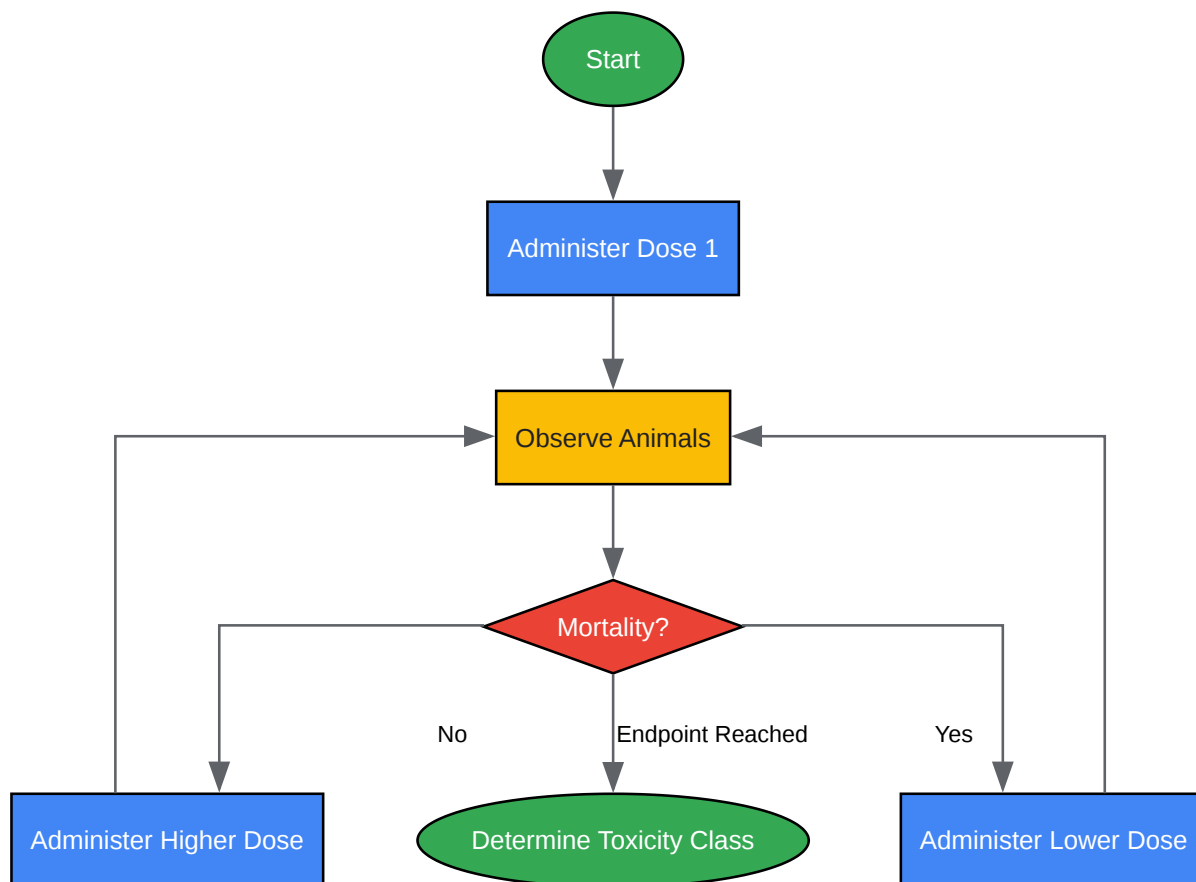 Start
Administer Dose 1
Observe Animals
Mortality?
No
Endpoint Reached
Yes
Administer Higher Dose
Determine Toxicity Class
Administer Lower Dose